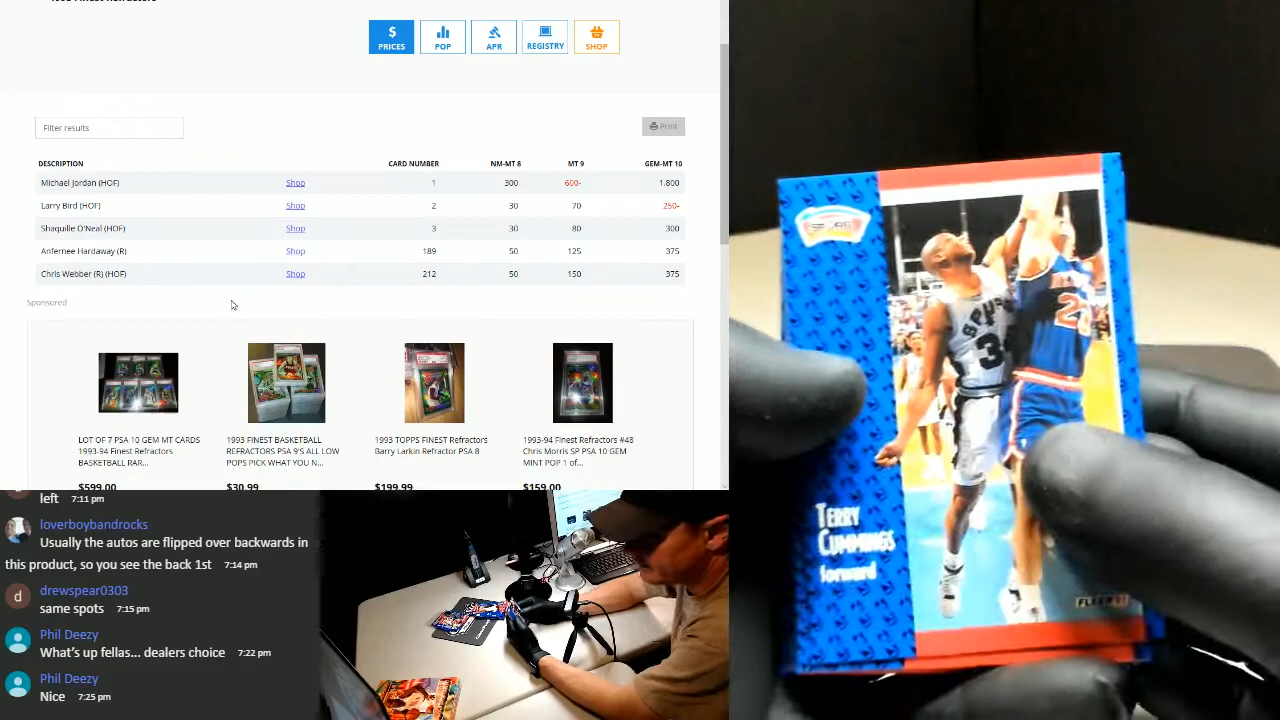 PRICES
POP
APR
REGISTRY
SHOP
Filter results
Print
DESCRIPTION CARD NUMBER NM-MT 8 MT 9 GEM-MT 10
Michael Jordan (HOF) Shop 1 300 600- 1,800
Larry Bird (HOF) Shop 2 30 70 250-
Shaquille O'Neal (HOF) Shop 3 30 80 300
Anfernee Hardaway (R) Shop 189 50 125 375
Chris Webber (R) (HOF) Shop 212 50 150 375
Sponsored
LOT OF 7 PSA 10 GEM MT CARDS
1993-94 Finest Refractors
BASKETBALL RAR...
$599.00
1993 FINEST BASKETBALL
REFRACTORS PSA 9'S ALL LOW
POPS PICK WHAT YOU N...
$30.99
1993 TOPPS FINEST Refractors
Barry Larkin Refractor PSA 8
$199.99
1993-94 Finest Refractors #48
Chris Morris SP PSA 10 GEM
MINT POP 1 of...
$159.00
left 7:11 pm
loverboybandrocks
Usually the autos are flipped over backwards in
this product, so you see the back 1st 7:14 pm
d drewspear0303
same spots 7:15 pm
Phil Deezy
What's up fellas... dealers choice 7:22 pm
Phil Deezy
Nice 7:25 pm
SPURS
SPURS
3
2
TERRY
CUMMINGS
forward
FLEER 91